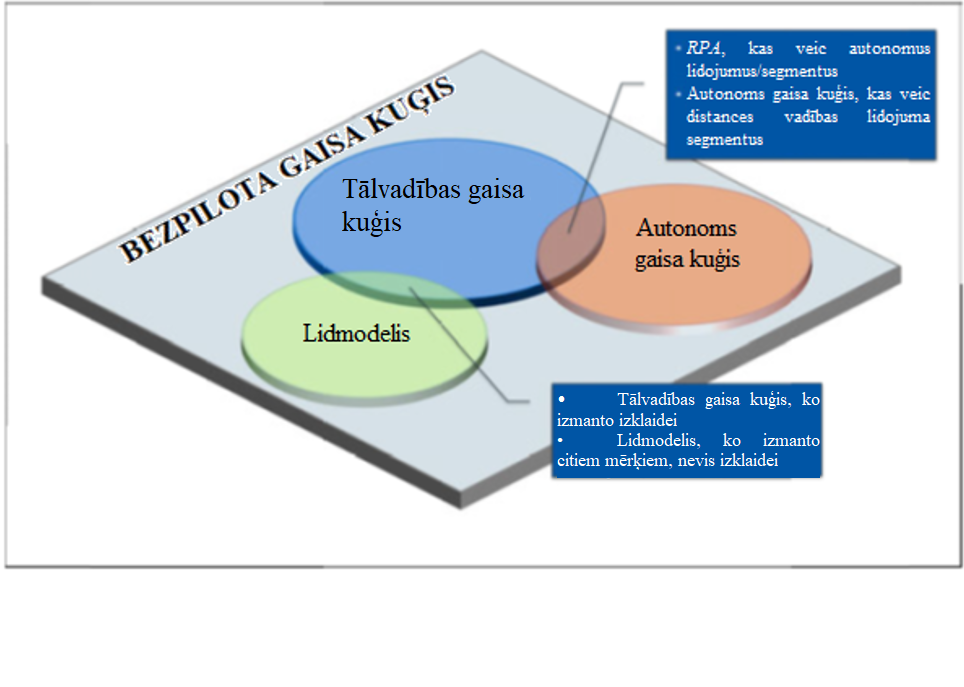 BEZPILOTA GAISA KUĢIS
• RPA, kas veic autonomus
lidojumus/segmentus
• Autonoms gaisa kuģis, kas veic
distances vadības lidojuma
segmentus
Tālvadības gaisa
kuģis
Autonoms
gaisa kuģis
Lidmodelis
• Tālvadības gaisa kuģis, ko
izmanto izklaidei
• Lidmodelis, ko izmanto
citiem mērķiem, nevis izklaidei